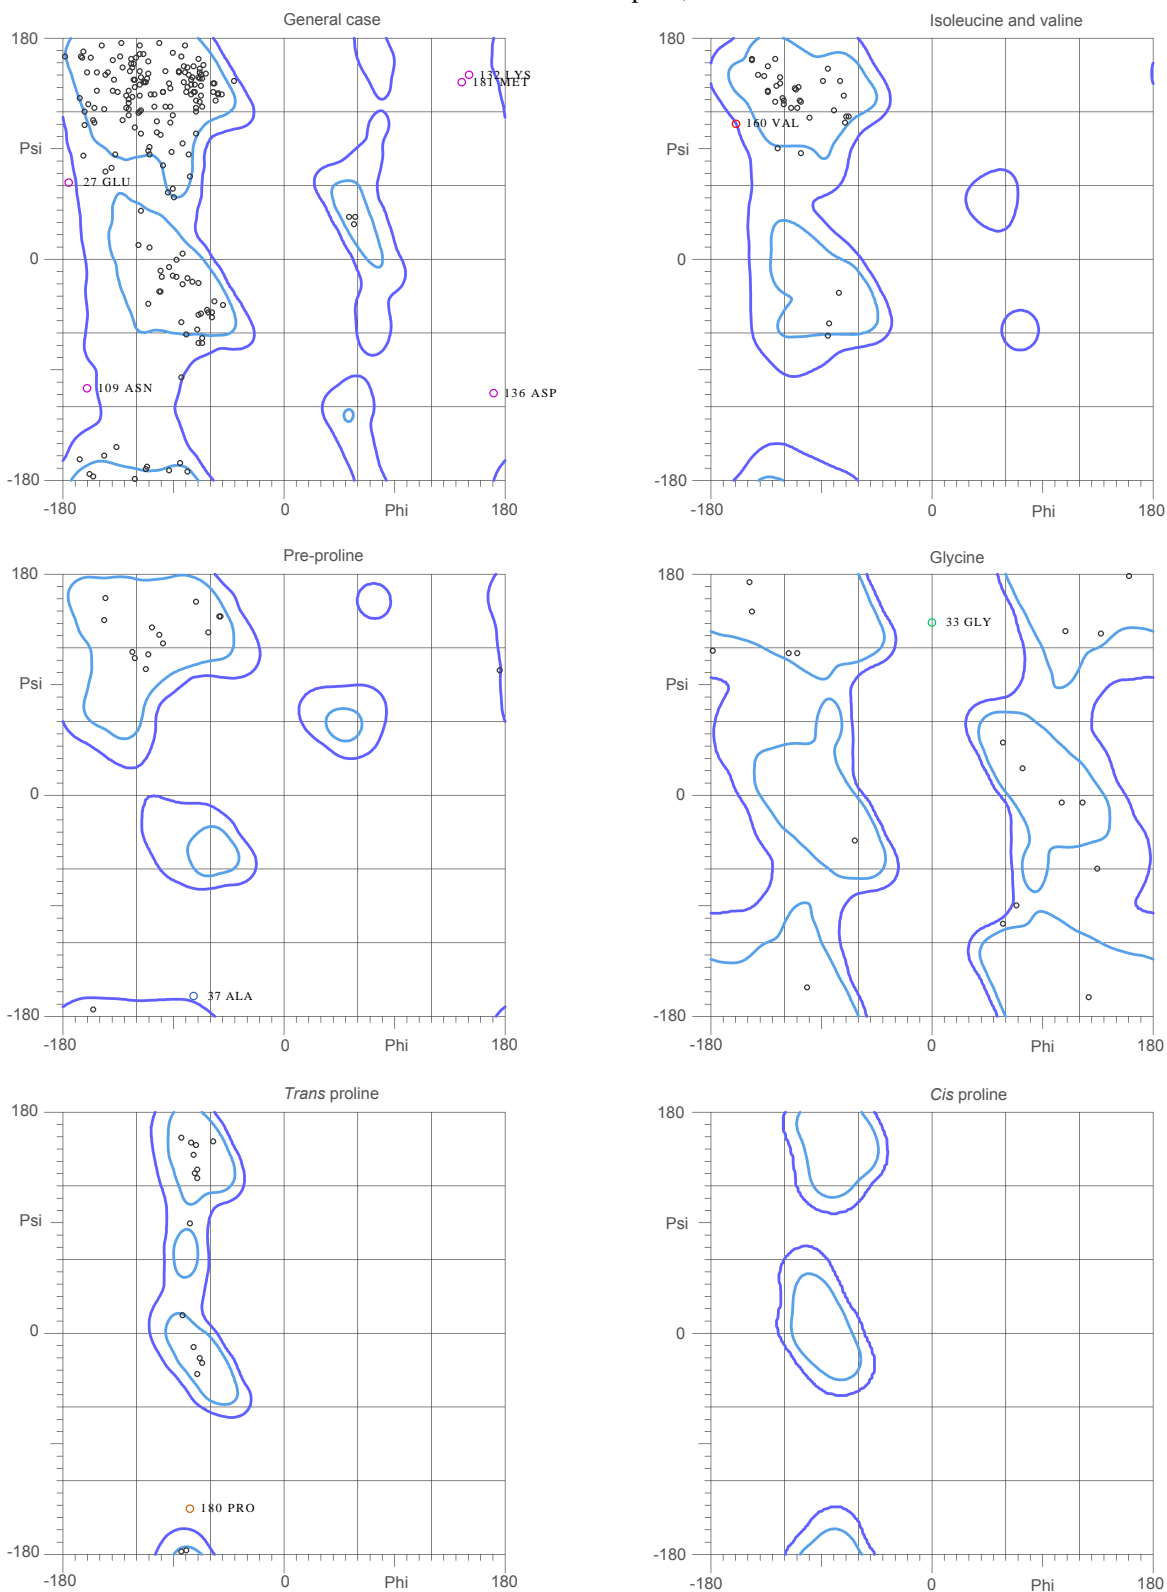 General case
Isoleucine and valine
180
132 LYS
181 MET
160 VAL
Psi
27 GLU
0
109 ASN
136 ASP
-180
-180
0
Phi
180
180
Psi
0
-180
-180
0
Phi
180
Pre-proline
Glycine
180
33 GLY
Psi
0
37 ALA
-180
-180
0
Phi
180
180
Psi
0
-180
-180
0
Phi
180
Trans proline
Cis proline
180
Psi
0
180 PRO
-180
-180
0
Phi
180
180
Psi
0
-180
-180
0
Phi
180